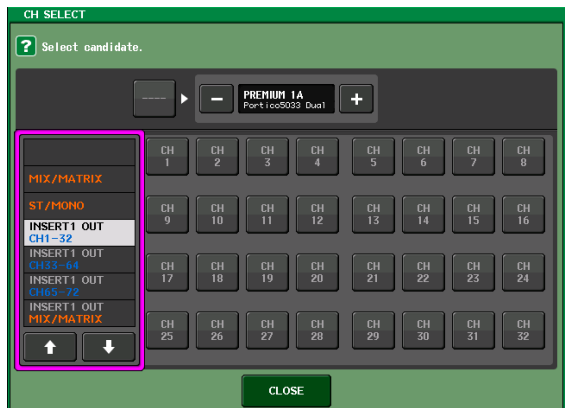 CH SELECT
? Select candidate.
----
− PREMIUM 1A +
Portico5033 Dual
MIX/MATRIX
ST/MONO
INSERT1 OUT
CH1-32
INSERT1 OUT
CH33-64
INSERT1 OUT
CH65-72
INSERT1 OUT
MIX/MATRIX
CH 1
CH 2
CH 3
CH 4
CH 5
CH 6
CH 7
CH 8
CH 9
CH 10
CH 11
CH 12
CH 13
CH 14
CH 15
CH 16
CH 17
CH 18
CH 19
CH 20
CH 21
CH 22
CH 23
CH 24
CH 25
CH 26
CH 27
CH 28
CH 29
CH 30
CH 31
CH 32
CLOSE